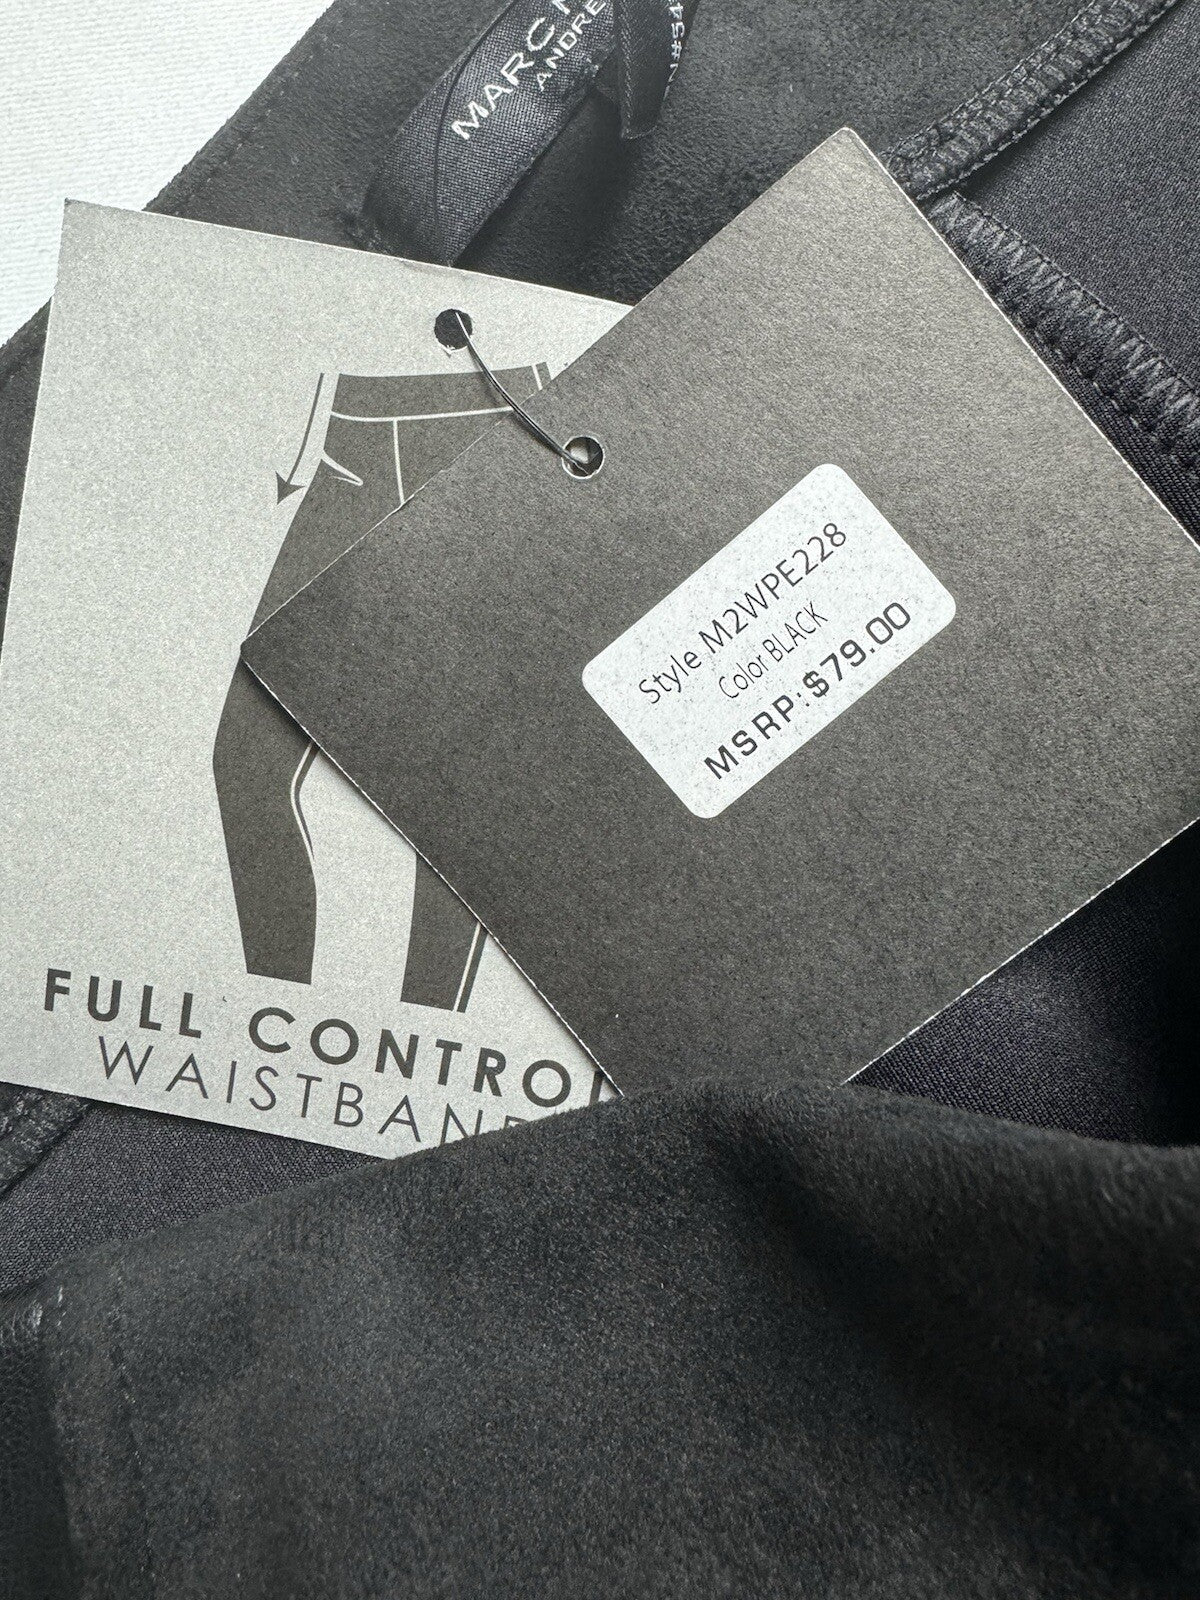 MARC
ANDRE
FULL CONTRO
WAISTBAN
Style M2WPE228
Color BLACK
MSRP: $79.00